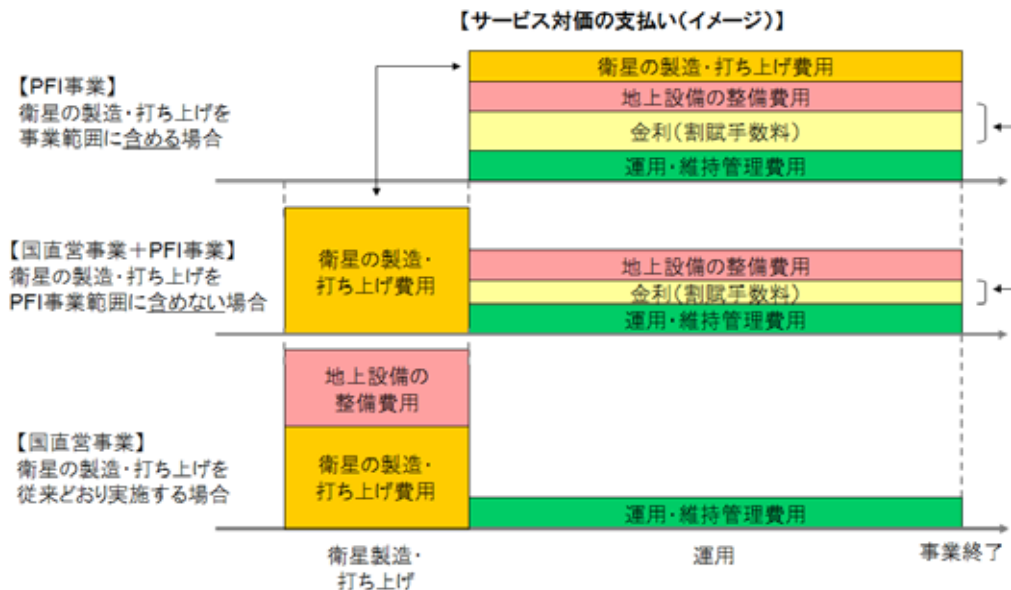 【サービス対価の支払い(イメージ)】
【PFI事業】
衛星の製造・打ち上げを
事業範囲に含める場合
衛星の製造・打ち上げ費用
地上設備の整備費用
金利(割賦手数料)
運用・維持管理費用
【国直営事業+PFI事業】
衛星の製造・打ち上げを
PFI事業範囲に含めない場合
衛星の製造・
打ち上げ費用
地上設備の整備費用
金利(割賦手数料)
運用・維持管理費用
【国直営事業】
衛星の製造・打ち上げを
従来どおり実施する場合
地上設備の
整備費用
衛星の製造・
打ち上げ費用
運用・維持管理費用
衛星製造・
打ち上げ
運用
事業終了